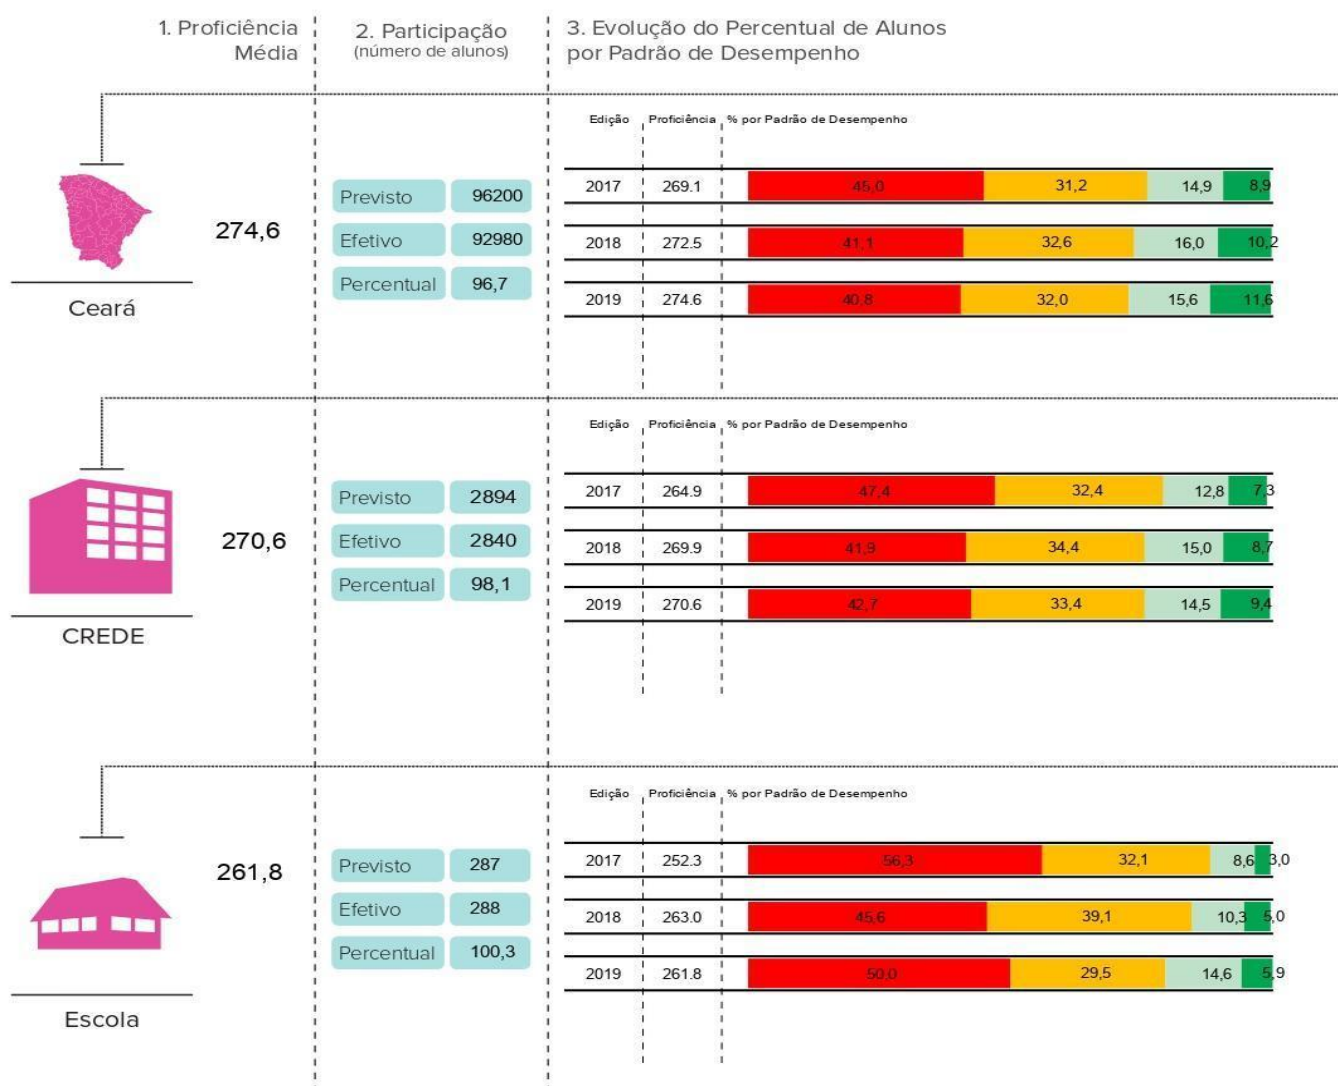 1. Proficiência
Média
2. Participação
(número de alunos)
3. Evolução do Percentual de Alunos
por Padrão de Desempenho
Ceará
274,6
Previsto 96200
Efetivo 92980
Percentual 96,7
Edição Proficiência % por Padrão de Desempenho
2017 269.1 45,0 31,2 14,9 8,9
2018 272.5 41,1 32,6 16,0 10,2
2019 274.6 40,8 32,0 15,6 11,6
CREDE
270,6
Previsto 2894
Efetivo 2840
Percentual 98,1
Edição Proficiência % por Padrão de Desempenho
2017 264.9 47,4 32,4 12,8 7,3
2018 269.9 41,9 34,4 15,0 8,7
2019 270.6 42,7 33,4 14,5 9,4
Escola
261,8
Previsto 287
Efetivo 288
Percentual 100,3
Edição Proficiência % por Padrão de Desempenho
2017 252.3 56,3 32,1 8,6 3,0
2018 263.0 45,6 39,1 10,3 5,0
2019 261.8 50,0 29,5 14,6 5,9